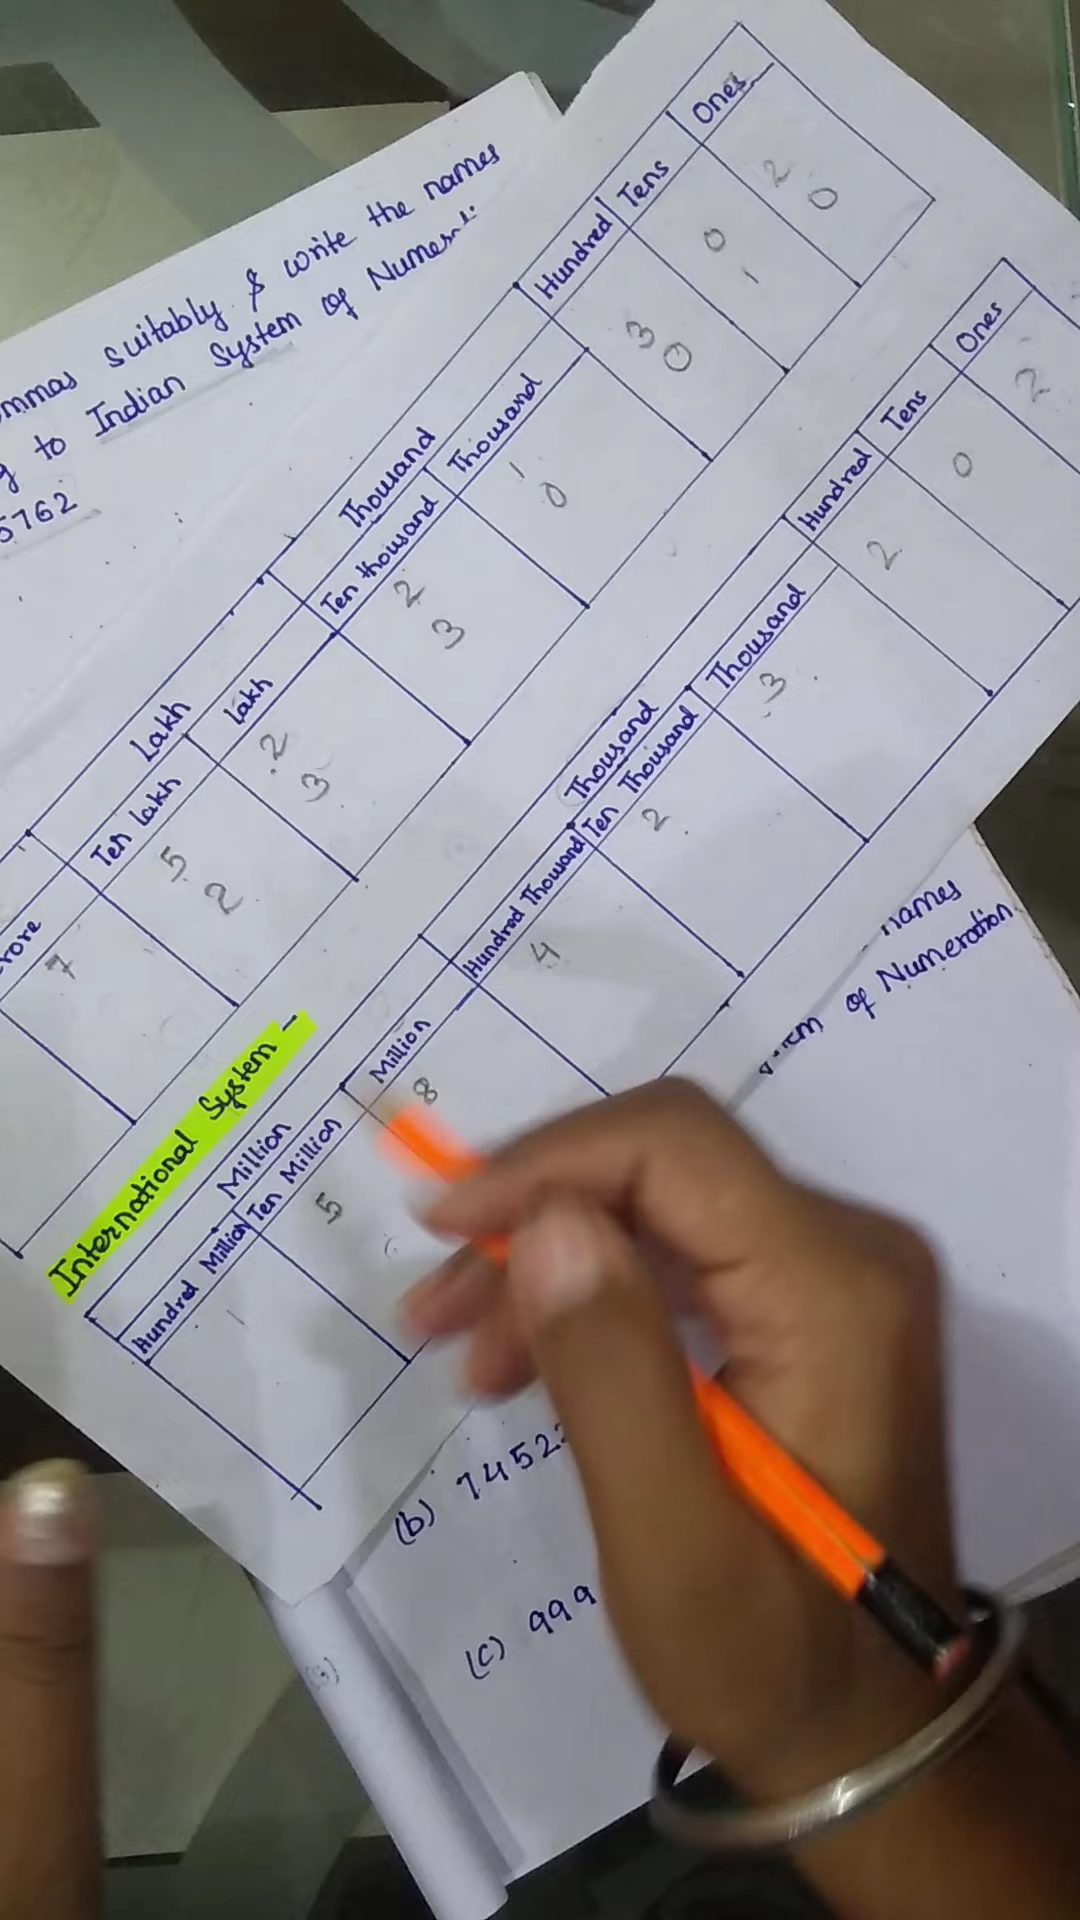 suitably & write the names
to Indian System of
5762
Lakh Thousand
Ten Lakh Lakh Ten thousand Thousand Hundred Tens Ones
7 5 2 2 1 3 0 2
2 3 3 0 0 1 0
International System -
Million Thousand
Hundred Million Ten Million Million Hundred Thousand Ten Thousand Thousand Hundred Tens Ones
1 5 8 4 2 3 2 0 2
names
of Numeration
(b) 7452
(c) 999